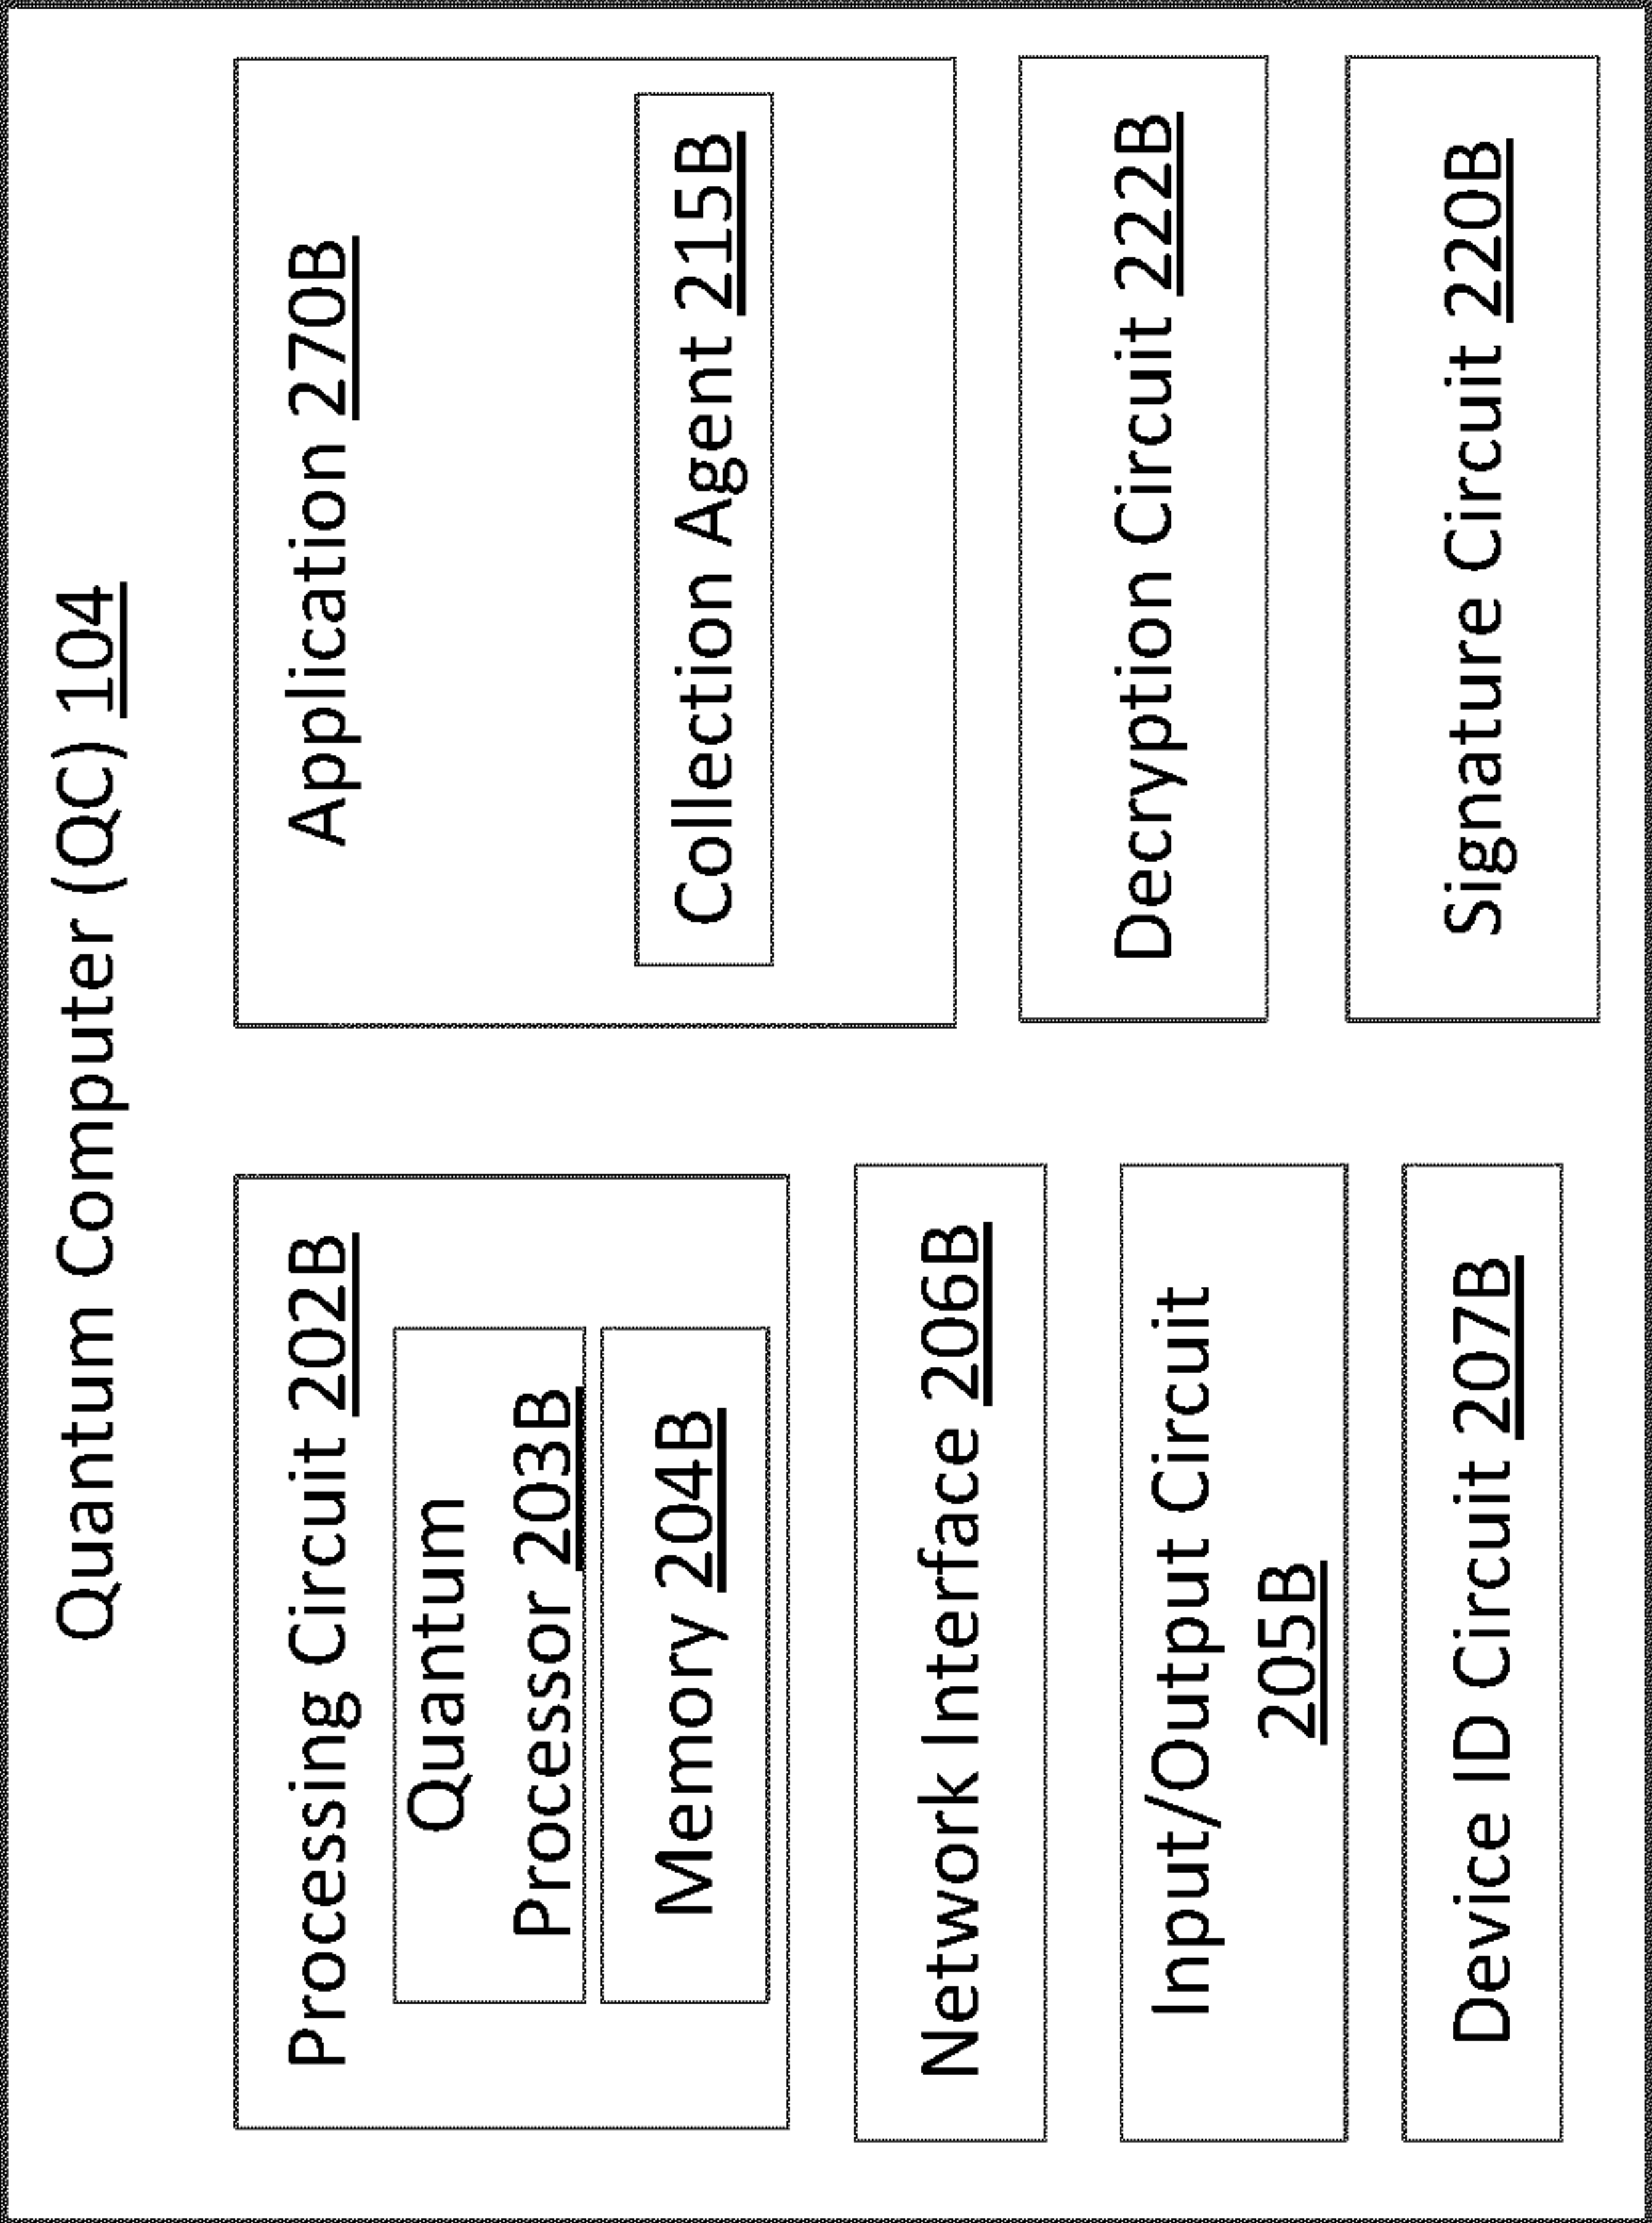 Quantum Computer (QC) 104
Processing Circuit 202B
Quantum
Processor 203B
Memory 204B
Network Interface 206B
Input/Output Circuit
205B
Device ID Circuit 207B
Application 270B
Collection Agent 215B
Decryption Circuit 222B
Signature Circuit 220B